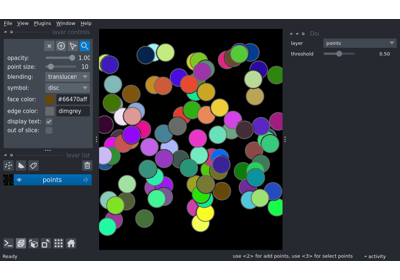 File View Plugins Window Help
layer controls
opacity: 1.00
point size: 10
blending: translucen
symbol: disc
face color: #66470aff
edge color: dimgrey
display text:
out of slice:
layer list
points
layer points
threshold 0.50
Ready
use <2> for add points, use <3> for select points
activity